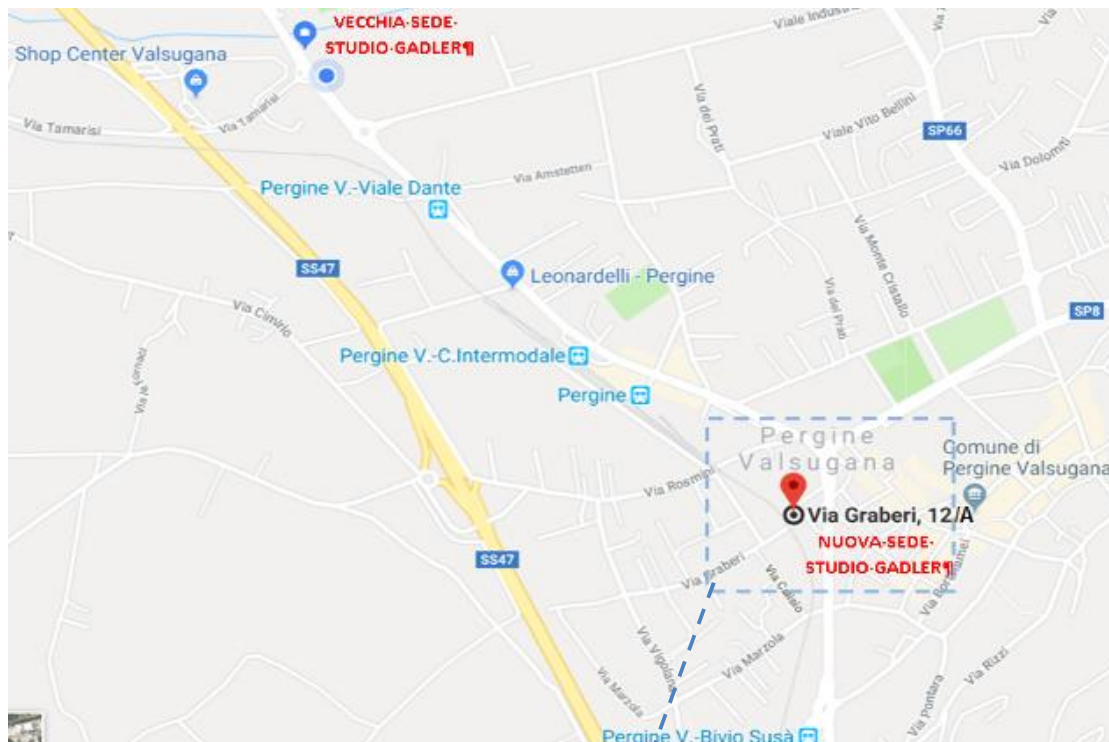 VECCHIA·SEDE·
STUDIO·GADLER¶
Viale Indust
Shop Center Valsugana
Via Tamarisi
Via Tamarisi
Via dei Prati
Viale Vito Bellini
SP66
Via Dolomiti
Via Amstetten
Pergine V.-Viale Dante
Via Monte Cristallo
SS47
Leonardelli - Pergine
Via Cimirlo
Via dei Prati
SP8
Pergine V.-C.Intermodale
Via le Fornaci
Pergine
Pergine
Valsugana
Comune di
Pergine Valsugana
Via Rosmini
Via Graberi, 12/A
NUOVA·SEDE·
STUDIO·GADLER¶
SS47
Via Graberi
Via Caisio
Via Vigolana
Via Marzola
Via Marzola
Via Rizzi
Via Pontara
Pergine V.-Bivio Susà